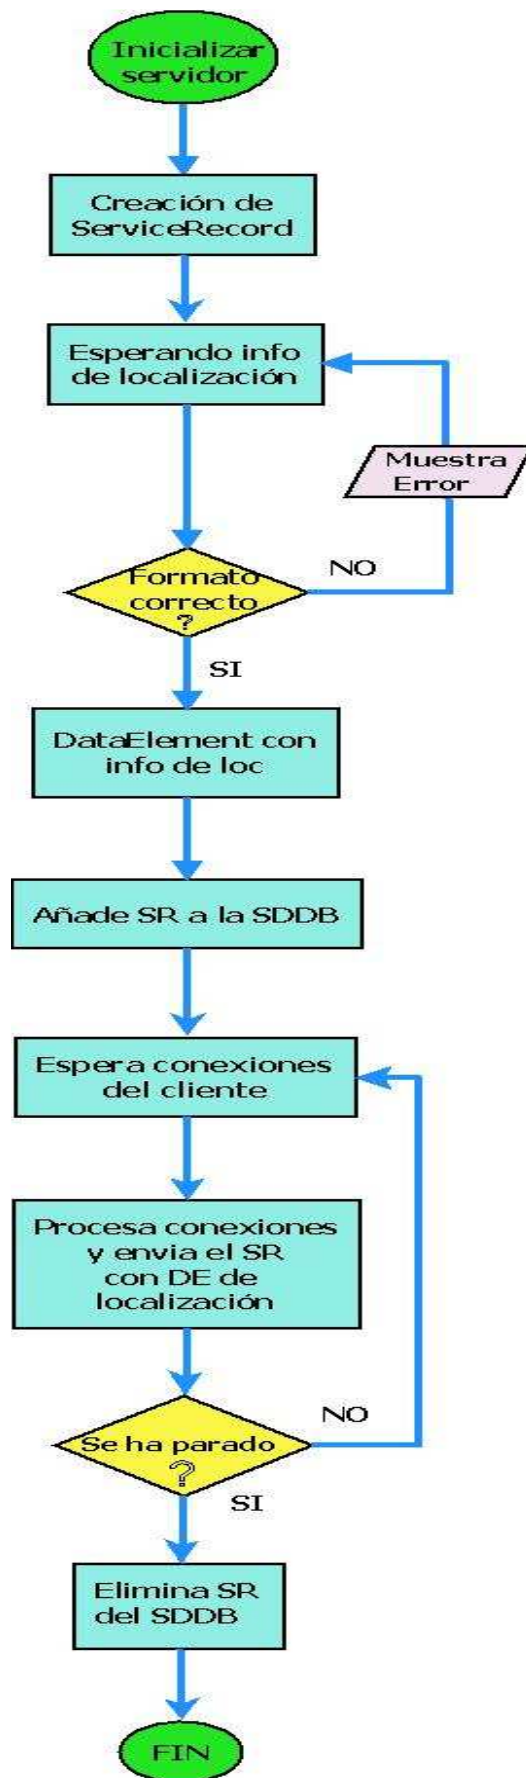 Inicializar
servidor
Creación de
ServiceRecord
Esperando info
de localización
Muestra
Error
Formato
correcto
?
NO
SI
DataElement con
info de loc
Añade SR a la SDDB
Espera conexiones
del cliente
Procesa conexiones
y envia el SR
con DE de
localización
Se ha parado
?
NO
SI
Elimina SR
del SDDB
FIN